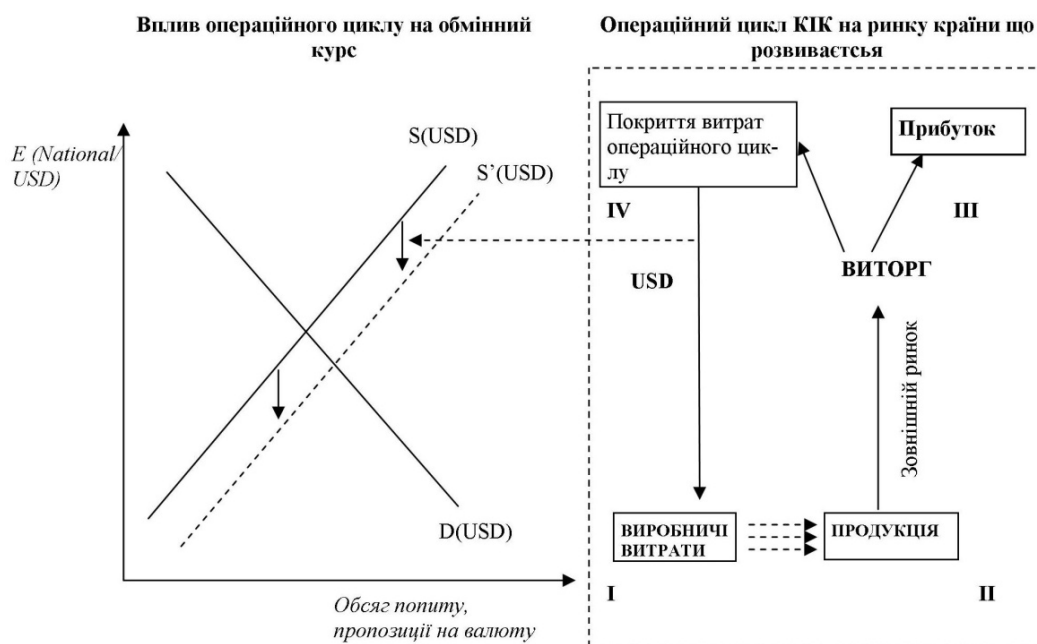 Вплив операційного циклу на обмінний
курс
E (National/
USD)
S(USD)
S’(USD)
D(USD)
Обсяг попиту,
пропозиції на валюту
Операційний цикл КІК на ринку країни що
розвиваєтсья
Покриття витрат
операційного цик-
лу
Прибуток
IV
III
USD
ВИТОРГ
Зовнішній ринок
ВИРОБНИЧІ
ВИТРАТИ
ПРОДУКЦІЯ
I
II